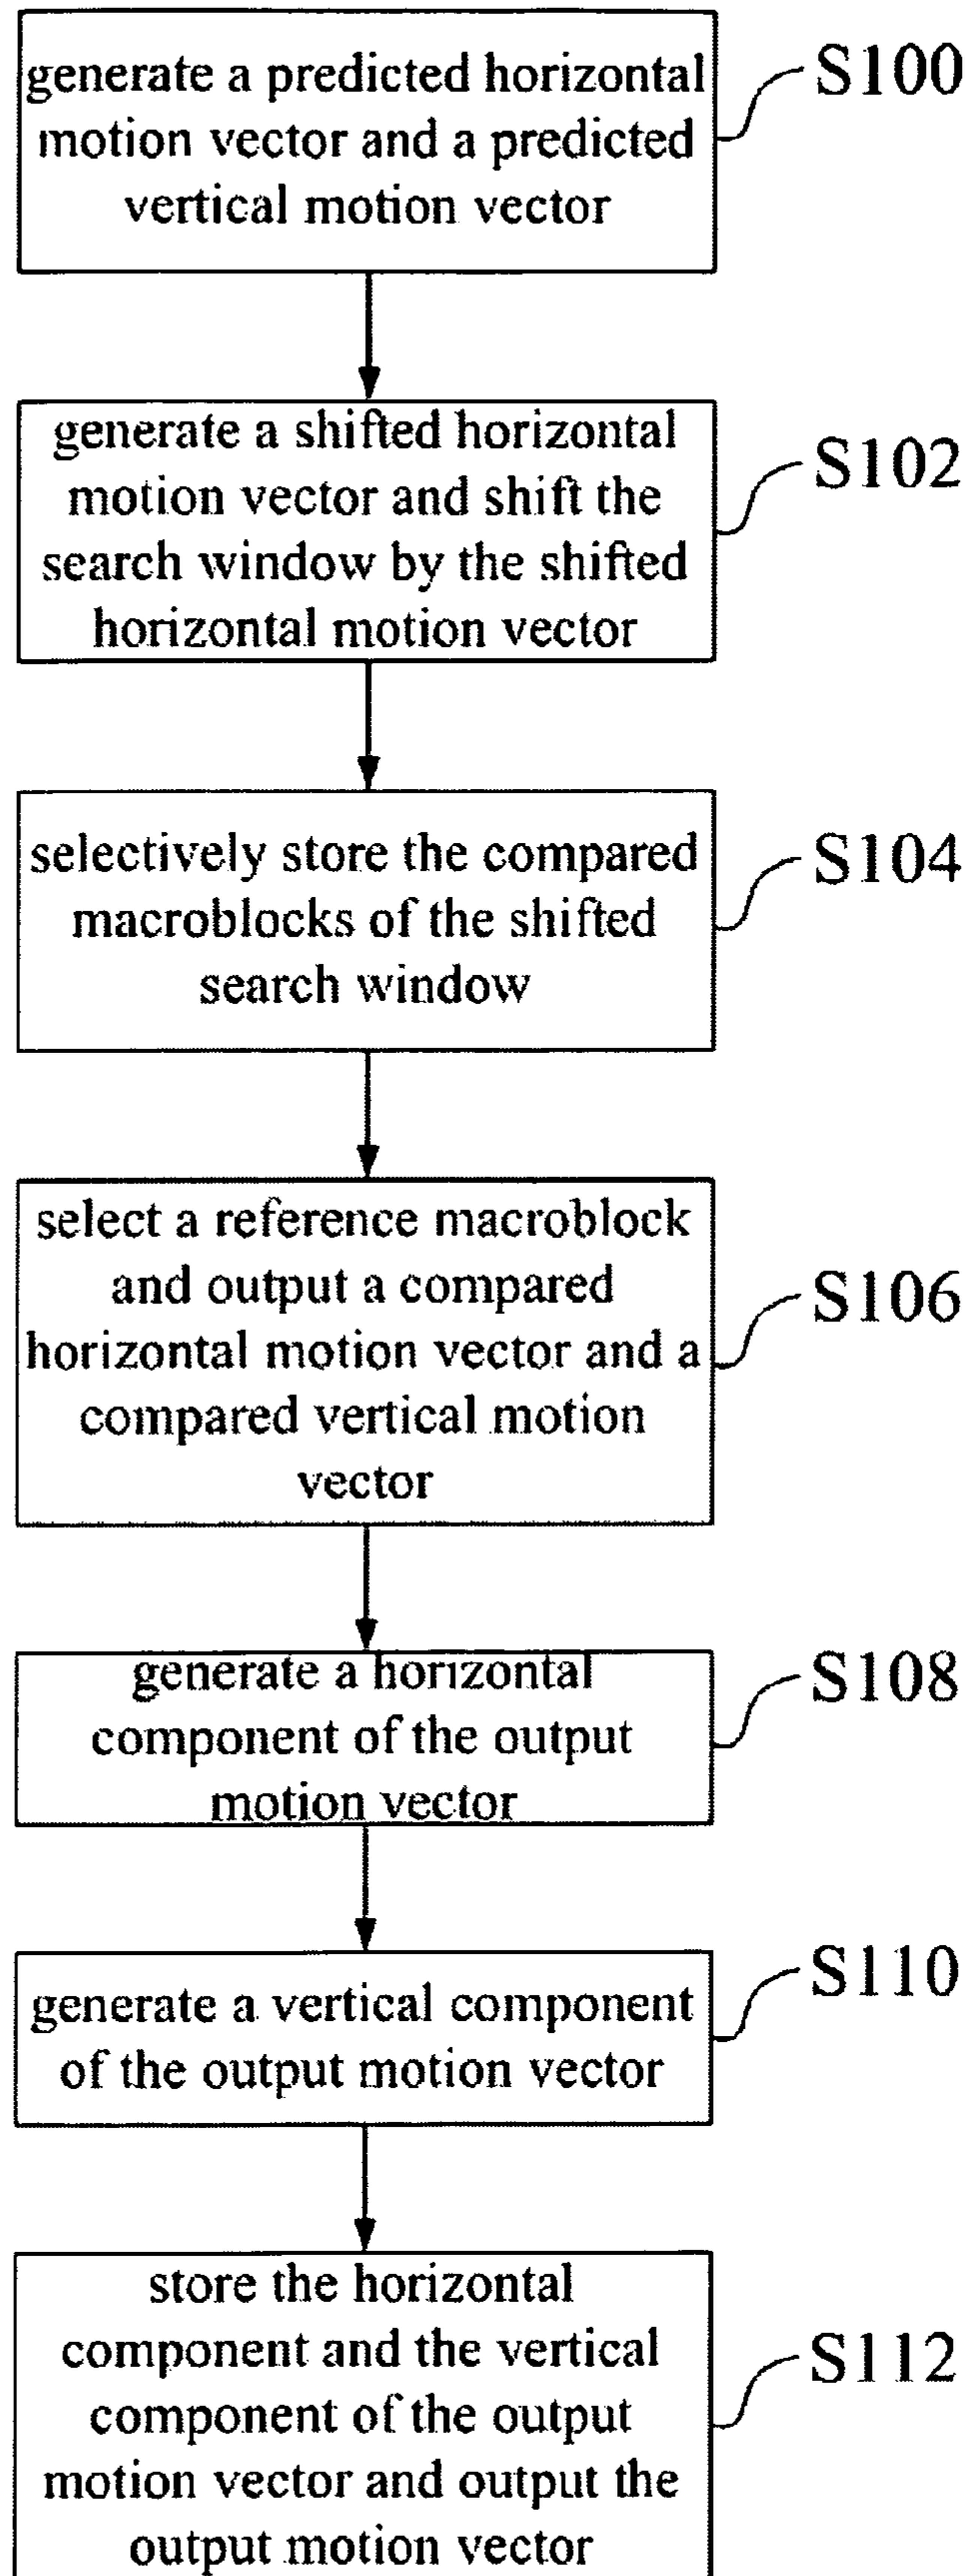 generate a predicted horizontal
motion vector and a predicted
vertical motion vector
S100
generate a shifted horizontal
motion vector and shift the
search window by the shifted
horizontal motion vector
S102
selectively store the compared
macroblocks of the shifted
search window
S104
select a reference macroblock
and output a compared
horizontal motion vector and a
compared vertical motion
vector
S106
generate a horizontal
component of the output
motion vector
S108
generate a vertical component
of the output motion vector
S110
store the horizontal
component and the vertical
component of the output
motion vector and output the
output motion vector
S112